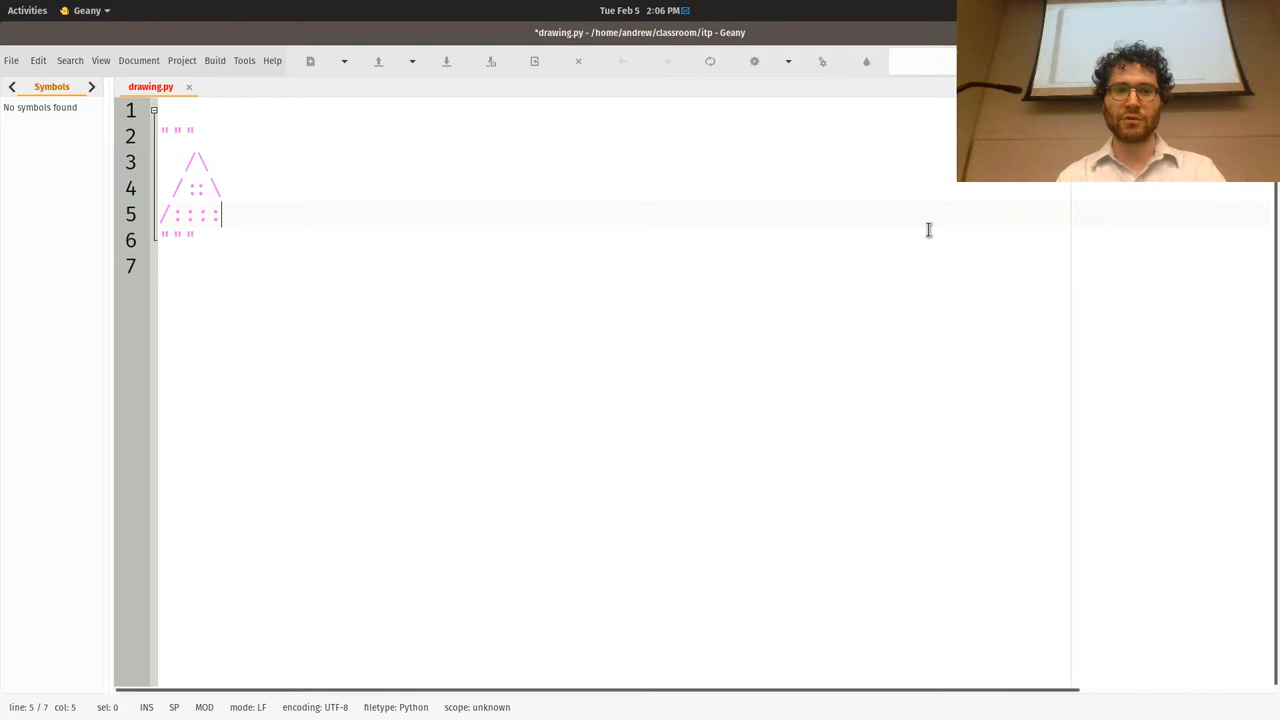 Activities Geany Tue Feb 5 2:06 PM
*drawing.py - /home/andrew/classroom/itp - Geany
File Edit Search View Document Project Build Tools Help
Symbols drawing.py
No symbols found
1
2 """
3   /\
4  /::\
5 /::::
6 """
7
line: 5 / 7 col: 5 sel: 0 INS SP MOD mode: LF encoding: UTF-8 filetype: Python scope: unknown